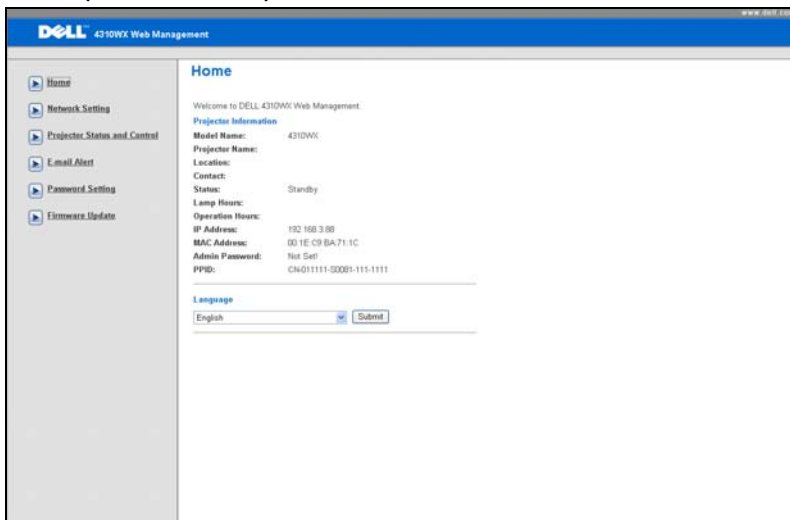 www.dell.com
DELL™ 4310WX Web Management
Home
Network Setting
Projector Status and Control
E-mail Alert
Password Setting
Firmware Update
Home
Welcome to DELL 4310WX Web Management.
Projector Information
Model Name: 4310WX
Projector Name:
Location:
Contact:
Status: Standby
Lamp Hours:
Operation Hours:
IP Address: 192.168.3.88
MAC Address: 00:1E:C9:BA:71:1C
Admin Password: Not Set!
PPID: CN-011111-S0081-111-1111
Language
English Submit